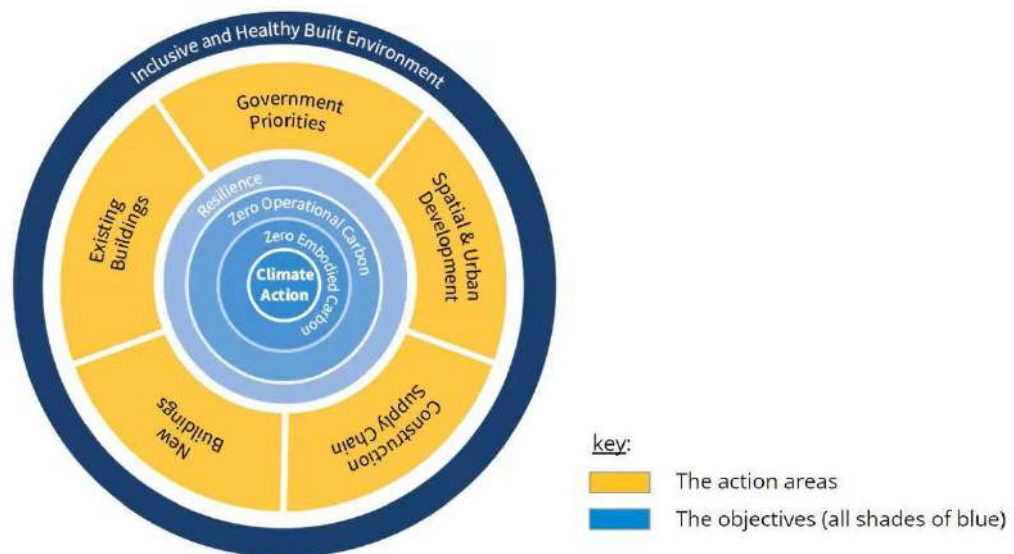 Inclusive and Healthy Built Environment
Government
Priorities
Spatial & Urban
Development
Construction
Supply Chain
New
Buildings
Existing
Buildings
Resilience
Zero Operational Carbon
Zero Embodied Carbon
Climate
Action
key:
The action areas
The objectives (all shades of blue)